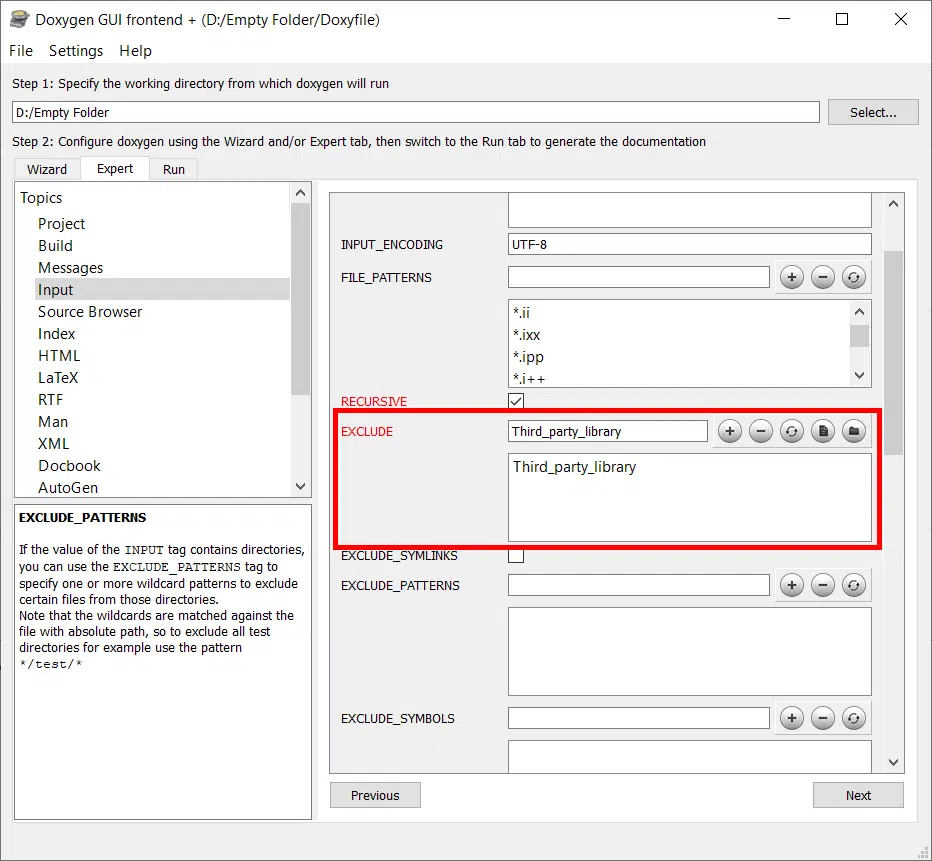 Doxygen GUI frontend + (D:/Empty Folder/Doxyfile)
File Settings Help
Step 1: Specify the working directory from which doxygen will run
D:/Empty Folder
Select...
Step 2: Configure doxygen using the Wizard and/or Expert tab, then switch to the Run tab to generate the documentation
Wizard Expert Run
Topics
Project
Build
Messages
Input
Source Browser
Index
HTML
LaTeX
RTF
Man
XML
Docbook
AutoGen
EXCLUDE_PATTERNS
If the value of the INPUT tag contains directories,
you can use the EXCLUDE_PATTERNS tag to
specify one or more wildcard patterns to exclude
certain files from those directories.
Note that the wildcards are matched against the
file with absolute path, so to exclude all test
directories for example use the pattern
*/test/*
INPUT_ENCODING UTF-8
FILE_PATTERNS
*.ii
*.ixx
*.ipp
*.i++
RECURSIVE
EXCLUDE Third_party_library
Third_party_library
EXCLUDE_SYMLINKS
EXCLUDE_PATTERNS
EXCLUDE_SYMBOLS
Previous Next